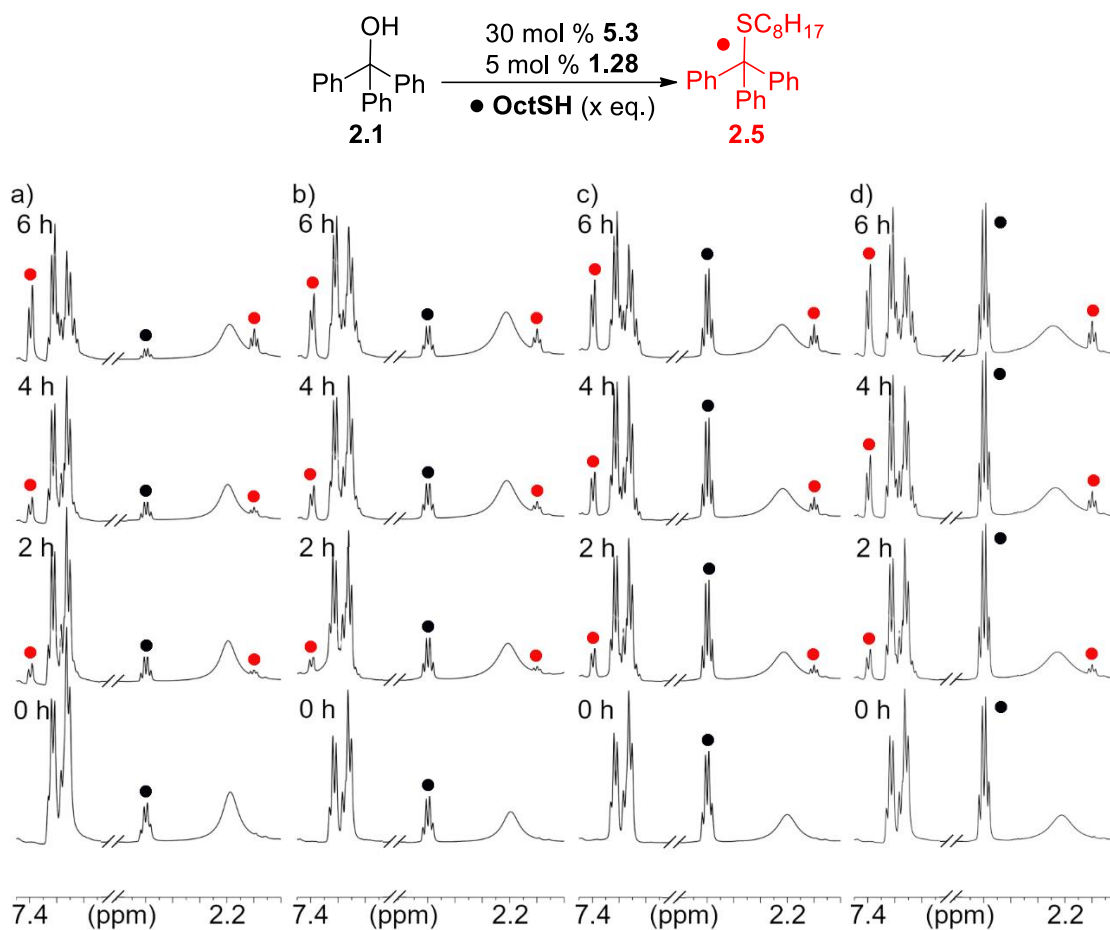 OH
Ph
Ph
Ph
2.1
30 mol % 5.3
5 mol % 1.28
● OctSH (x eq.)
SC8H17
●
Ph
Ph
Ph
2.5
a)
6 h
4 h
2 h
0 h
7.4 (ppm) 2.2
b)
6 h
4 h
2 h
0 h
7.4 (ppm) 2.2
c)
6 h
4 h
2 h
0 h
7.4 (ppm) 2.2
d)
6 h
4 h
2 h
0 h
7.4 (ppm) 2.2